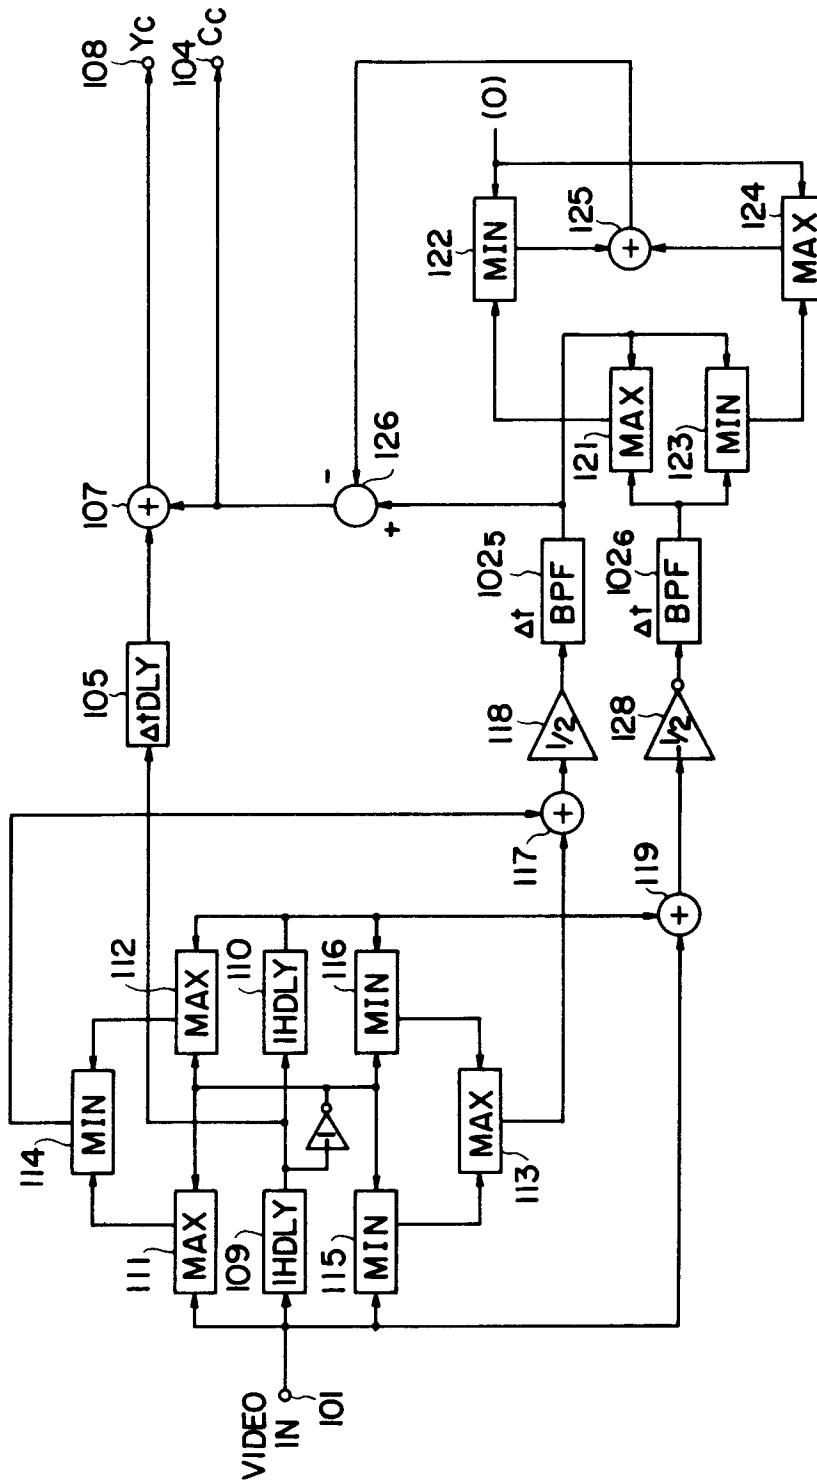 VIDEO
IN
101
111
MAX
109
1HDLY
115
MIN
114
MIN
1
113
MAX
112
MAX
110
1HDLY
116
MIN
117
+
119
+
105
ΔtDLY
118
1/2
128
1/2
Δt
1025
BPF
Δt
1026
BPF
107
+
126
-
+
121
MAX
123
MIN
122
MIN
125
+
124
MAX
(0)
108
Yc
104
Cc